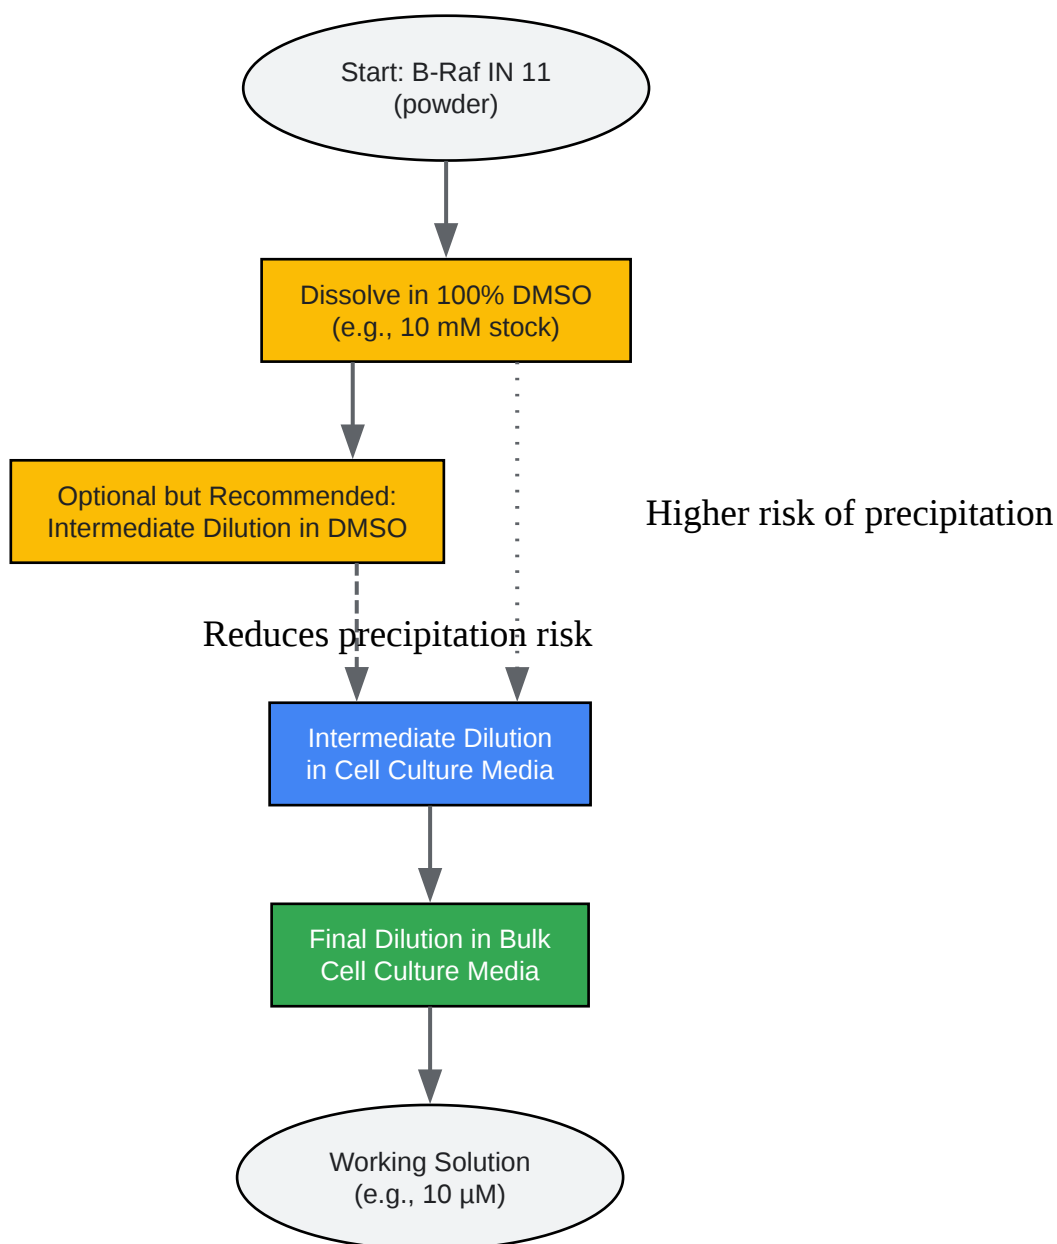 Start: B-Raf IN 11
(powder)
Dissolve in 100% DMSO
(e.g., 10 mM stock)
Optional but Recommended:
Intermediate Dilution in DMSO
Higher risk of precipitation
Reduces precipitation risk
Intermediate Dilution
in Cell Culture Media
Final Dilution in Bulk
Cell Culture Media
Working Solution
(e.g., 10 µM)